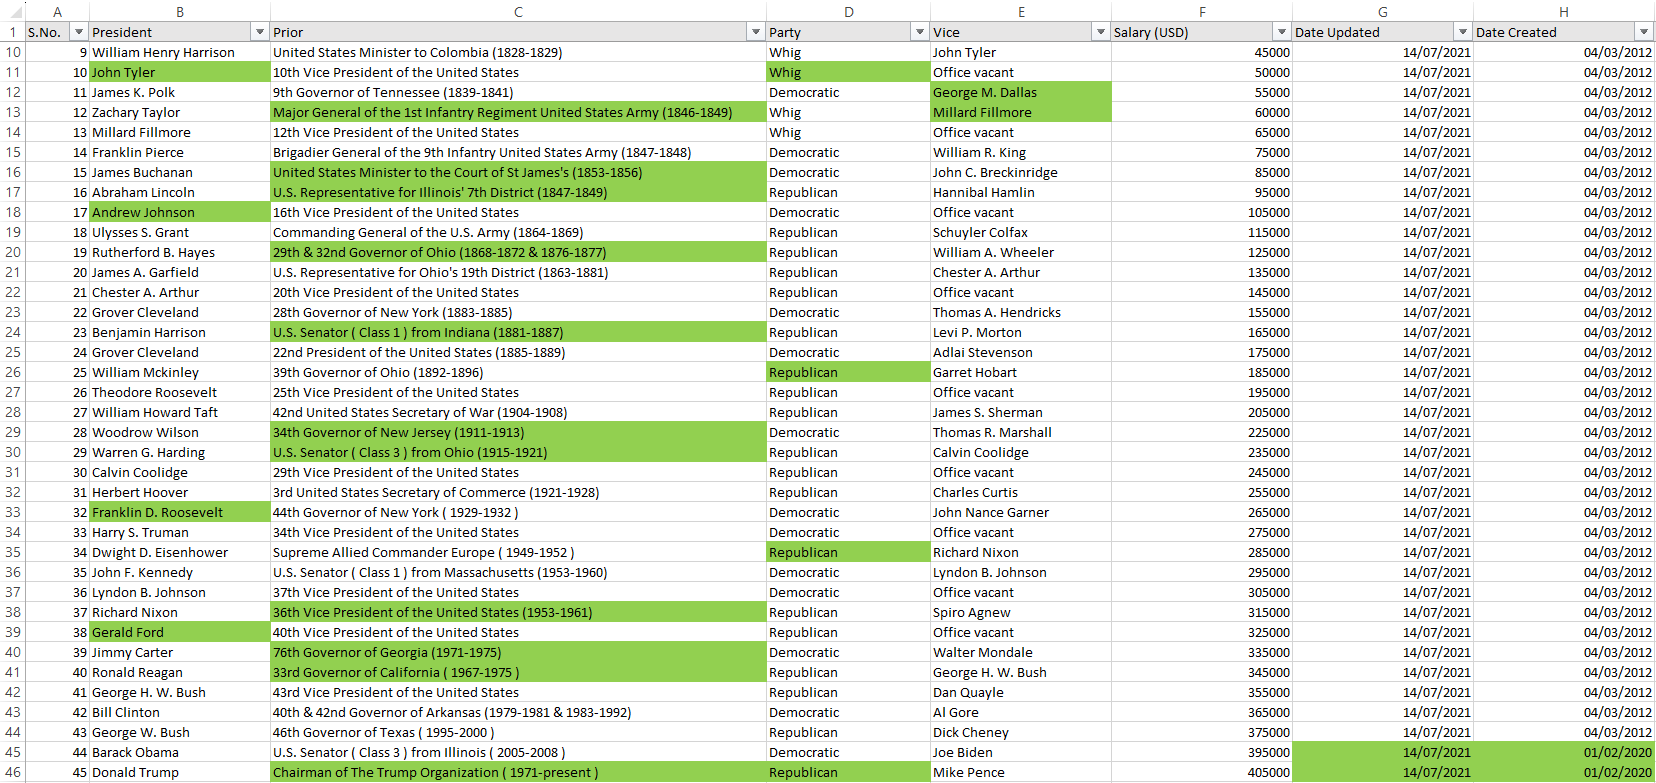 A B C D E F G H
1 S.No. President Prior Party Vice Salary (USD) Date Updated Date Created
10 9 William Henry Harrison United States Minister to Colombia (1828-1829) Whig John Tyler 45000 14/07/2021 04/03/2012
11 10 John Tyler 10th Vice President of the United States Whig Office vacant 50000 14/07/2021 04/03/2012
12 11 James K. Polk 9th Governor of Tennessee (1839-1841) Democratic George M. Dallas 55000 14/07/2021 04/03/2012
13 12 Zachary Taylor Major General of the 1st Infantry Regiment United States Army (1846-1849) Whig Millard Fillmore 60000 14/07/2021 04/03/2012
14 13 Millard Fillmore 12th Vice President of the United States Whig Office vacant 65000 14/07/2021 04/03/2012
15 14 Franklin Pierce Brigadier General of the 9th Infantry United States Army (1847-1848) Democratic William R. King 75000 14/07/2021 04/03/2012
16 15 James Buchanan United States Minister to the Court of St James's (1853-1856) Democratic John C. Breckinridge 85000 14/07/2021 04/03/2012
17 16 Abraham Lincoln U.S. Representative for Illinois' 7th District (1847-1849) Republican Hannibal Hamlin 95000 14/07/2021 04/03/2012
18 17 Andrew Johnson 16th Vice President of the United States Democratic Office vacant 105000 14/07/2021 04/03/2012
19 18 Ulysses S. Grant Commanding General of the U.S. Army (1864-1869) Republican Schuyler Colfax 115000 14/07/2021 04/03/2012
20 19 Rutherford B. Hayes 29th & 32nd Governor of Ohio (1868-1872 & 1876-1877) Republican William A. Wheeler 125000 14/07/2021 04/03/2012
21 20 James A. Garfield U.S. Representative for Ohio's 19th District (1863-1881) Republican Chester A. Arthur 135000 14/07/2021 04/03/2012
22 21 Chester A. Arthur 20th Vice President of the United States Republican Office vacant 145000 14/07/2021 04/03/2012
23 22 Grover Cleveland 28th Governor of New York (1883-1885) Democratic Thomas A. Hendricks 155000 14/07/2021 04/03/2012
24 23 Benjamin Harrison U.S. Senator ( Class 1 ) from Indiana (1881-1887) Republican Levi P. Morton 165000 14/07/2021 04/03/2012
25 24 Grover Cleveland 22nd President of the United States (1885-1889) Democratic Adlai Stevenson 175000 14/07/2021 04/03/2012
26 25 William Mckinley 39th Governor of Ohio (1892-1896) Republican Garret Hobart 185000 14/07/2021 04/03/2012
27 26 Theodore Roosevelt 25th Vice President of the United States Republican Office vacant 195000 14/07/2021 04/03/2012
28 27 William Howard Taft 42nd United States Secretary of War (1904-1908) Republican James S. Sherman 205000 14/07/2021 04/03/2012
29 28 Woodrow Wilson 34th Governor of New Jersey (1911-1913) Democratic Thomas R. Marshall 225000 14/07/2021 04/03/2012
30 29 Warren G. Harding U.S. Senator ( Class 3 ) from Ohio (1915-1921) Republican Calvin Coolidge 235000 14/07/2021 04/03/2012
31 30 Calvin Coolidge 29th Vice President of the United States Republican Office vacant 245000 14/07/2021 04/03/2012
32 31 Herbert Hoover 3rd United States Secretary of Commerce (1921-1928) Republican Charles Curtis 255000 14/07/2021 04/03/2012
33 32 Franklin D. Roosevelt 44th Governor of New York ( 1929-1932 ) Democratic John Nance Garner 265000 14/07/2021 04/03/2012
34 33 Harry S. Truman 34th Vice President of the United States Democratic Office vacant 275000 14/07/2021 04/03/2012
35 34 Dwight D. Eisenhower Supreme Allied Commander Europe ( 1949-1952 ) Republican Richard Nixon 285000 14/07/2021 04/03/2012
36 35 John F. Kennedy U.S. Senator ( Class 1 ) from Massachusetts (1953-1960) Democratic Lyndon B. Johnson 295000 14/07/2021 04/03/2012
37 36 Lyndon B. Johnson 37th Vice President of the United States Democratic Office vacant 305000 14/07/2021 04/03/2012
38 37 Richard Nixon 36th Vice President of the United States (1953-1961) Republican Spiro Agnew 315000 14/07/2021 04/03/2012
39 38 Gerald Ford 40th Vice President of the United States Republican Office vacant 325000 14/07/2021 04/03/2012
40 39 Jimmy Carter 76th Governor of Georgia (1971-1975) Democratic Walter Mondale 335000 14/07/2021 04/03/2012
41 40 Ronald Reagan 33rd Governor of California ( 1967-1975 ) Republican George H. W. Bush 345000 14/07/2021 04/03/2012
42 41 George H. W. Bush 43rd Vice President of the United States Republican Dan Quayle 355000 14/07/2021 04/03/2012
43 42 Bill Clinton 40th & 42nd Governor of Arkansas (1979-1981 & 1983-1992) Democratic Al Gore 365000 14/07/2021 04/03/2012
44 43 George W. Bush 46th Governor of Texas ( 1995-2000 ) Republican Dick Cheney 375000 14/07/2021 04/03/2012
45 44 Barack Obama U.S. Senator ( Class 3 ) from Illinois ( 2005-2008 ) Democratic Joe Biden 395000 14/07/2021 01/02/2020
46 45 Donald Trump Chairman of The Trump Organization ( 1971-present ) Republican Mike Pence 405000 14/07/2021 01/02/2020